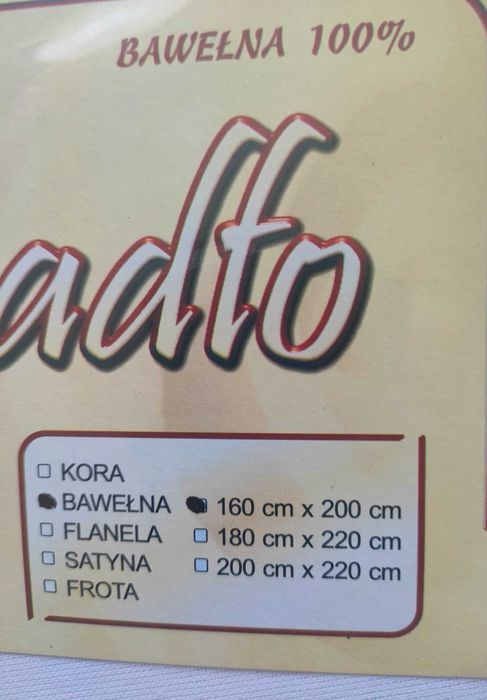 BAWEŁNA 100%
adło
KORA
BAWEŁNA 160 cm x 200 cm
FLANELA 180 cm x 220 cm
SATYNA 200 cm x 220 cm
FROTA